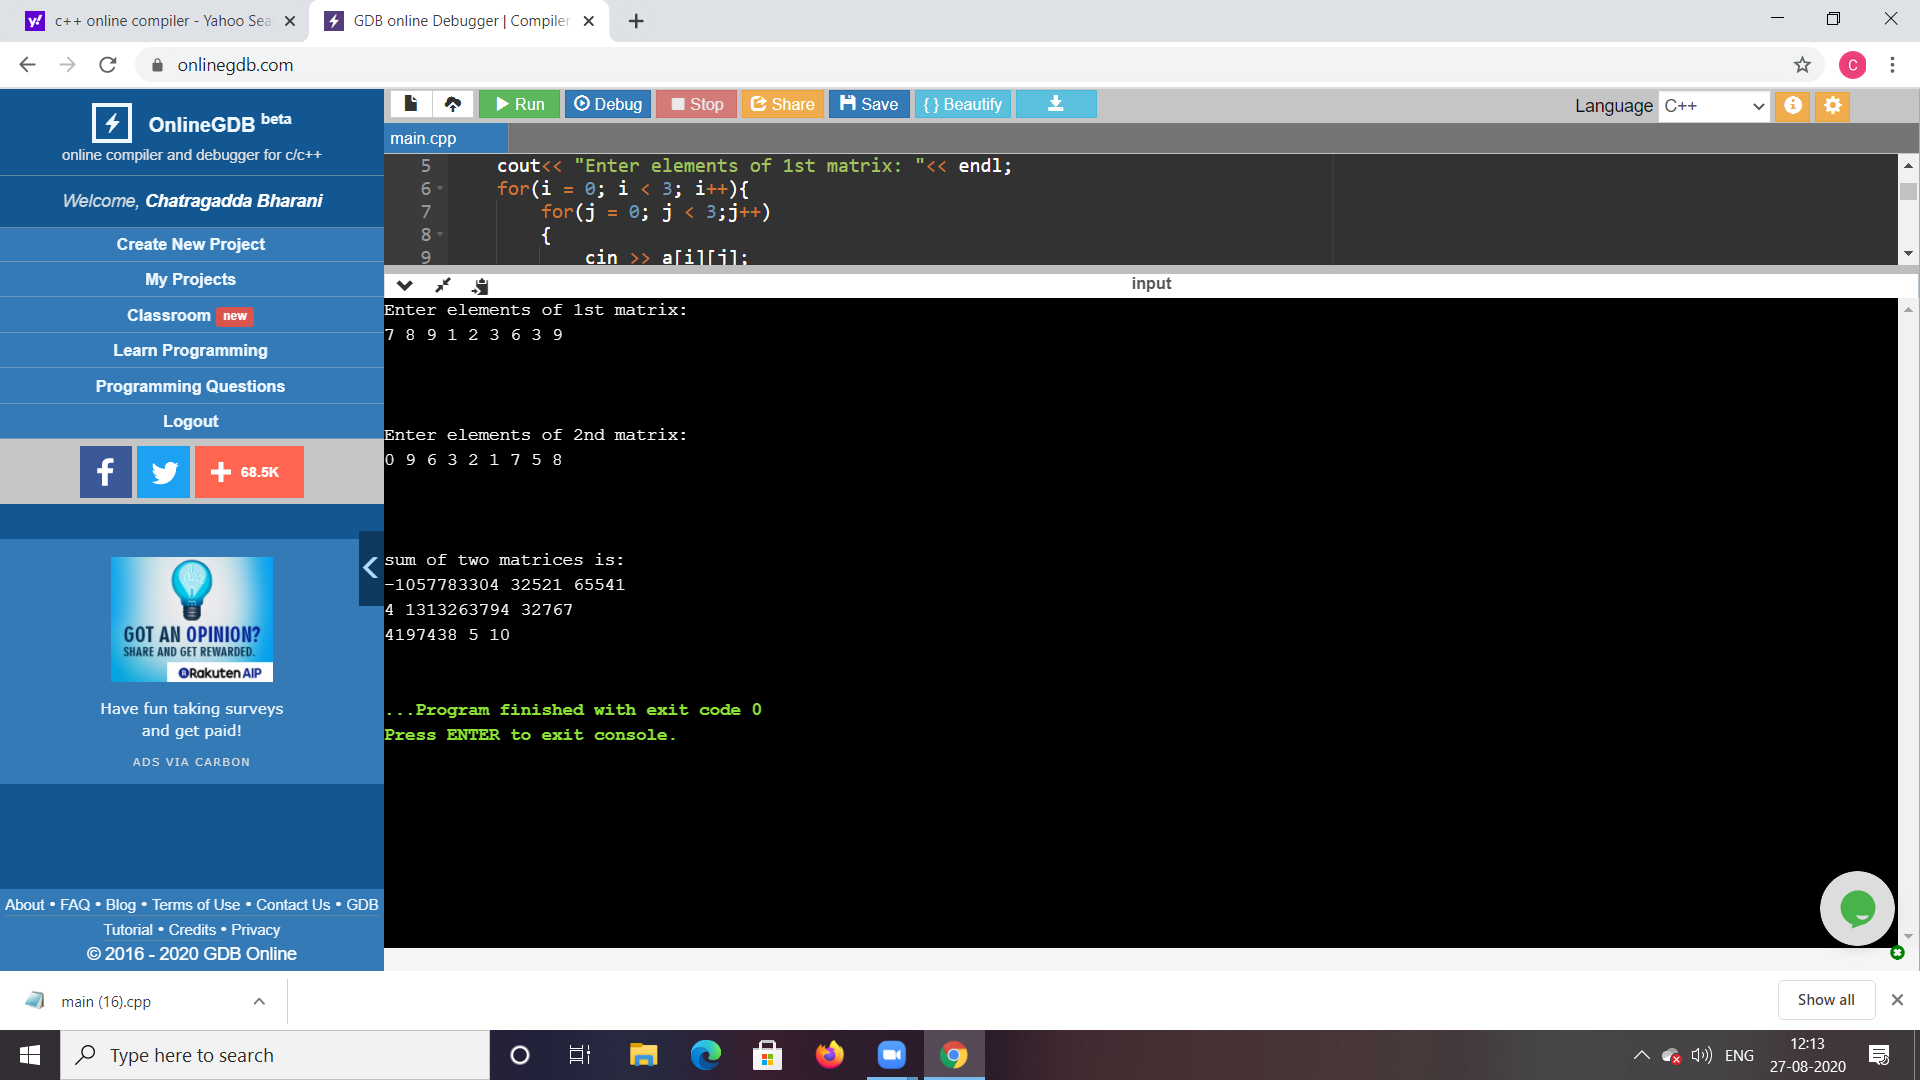 c++ online compiler - Yahoo Sea
GDB online Debugger | Compiler
onlinegdb.com
C
OnlineGDB beta
online compiler and debugger for c/c++
Welcome, Chatragadda Bharani
Create New Project
My Projects
Classroom new
Learn Programming
Programming Questions
Logout
68.5K
GOT AN OPINION?
SHARE AND GET REWARDED.
Rakuten AIP
Have fun taking surveys
and get paid!
ADS VIA CARBON
About • FAQ • Blog • Terms of Use • Contact Us • GDB
Tutorial • Credits • Privacy
© 2016 - 2020 GDB Online
Run Debug Stop Share Save { } Beautify
Language C++
main.cpp
5 cout<< "Enter elements of 1st matrix: "<< endl;
6 for(i = 0; i < 3; i++){
7 for(j = 0; j < 3;j++)
8 {
9 cin >> a[i][j];
input
Enter elements of 1st matrix:
7 8 9 1 2 3 6 3 9
Enter elements of 2nd matrix:
0 9 6 3 2 1 7 5 8
sum of two matrices is:
-1057783304 32521 65541
4 1313263794 32767
4197438 5 10
...Program finished with exit code 0
Press ENTER to exit console.
main (16).cpp
Show all
Type here to search
ENG
12:13
27-08-2020